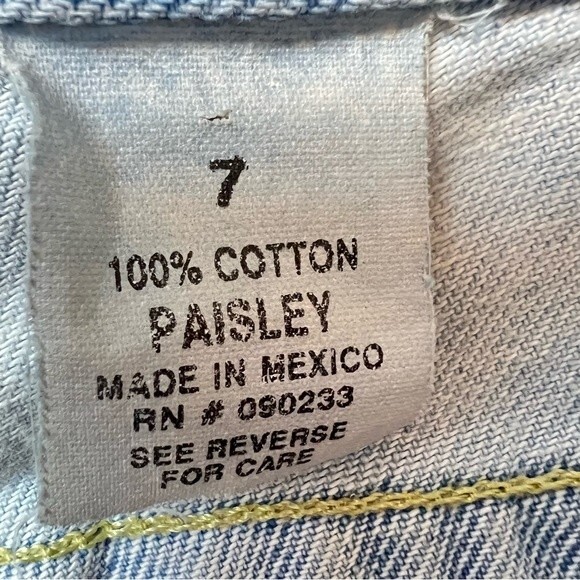 7
100% COTTON
PAISLEY
MADE IN MEXICO
RN # 090233
SEE REVERSE
FOR CARE